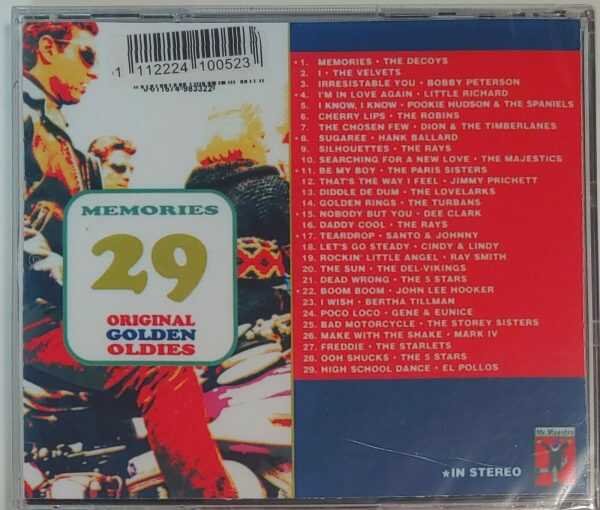 1 112224 100523
MEMORIES
29
ORIGINAL
GOLDEN
OLDIES
•1. MEMORIES • THE DECOYS
2. I • THE VELVETS
•3. IRRESISTABLE YOU • BOBBY PETERSON
•4. I'M IN LOVE AGAIN • LITTLE RICHARD
5. I KNOW, I KNOW • POOKIE HUDSON & THE SPANIELS
6. CHERRY LIPS • THE ROBINS
7. THE CHOSEN FEW • DION & THE TIMBERLANES
•8. SUGAREE • HANK BALLARD
9. SILHOUETTES • THE RAYS
10. SEARCHING FOR A NEW LOVE • THE MAJESTICS
•11. BE MY BOY • THE PARIS SISTERS
12. THAT'S THE WAY I FEEL • JIMMY PRICHETT
13. DIDDLE DE DUM • THE LOVELARKS
14. GOLDEN RINGS • THE TURBANS
•15. NOBODY BUT YOU • DEE CLARK
16. DADDY COOL • THE RAYS
•17. TEARDROP • SANTO & JOHNNY
18. LET'S GO STEADY • CINDY & LINDY
•19. ROCKIN' LITTLE ANGEL • RAY SMITH
20. THE SUN • THE DEL-VIKINGS
21. DEAD WRONG • THE 5 STARS
•22. BOOM BOOM • JOHN LEE HOOKER
23. I WISH • BERTHA TILLMAN
24. POCO LOCO • GENE & EUNICE
25. BAD MOTORCYCLE • THE STOREY SISTERS
26. MAKE WITH THE SHAKE • MARK IV
27. FREDDIE • THE STARLETS
28. OOH SHUCKS • THE 5 STARS
29. HIGH SCHOOL DANCE • EL POLLOS
Mr Maestro
*IN STEREO